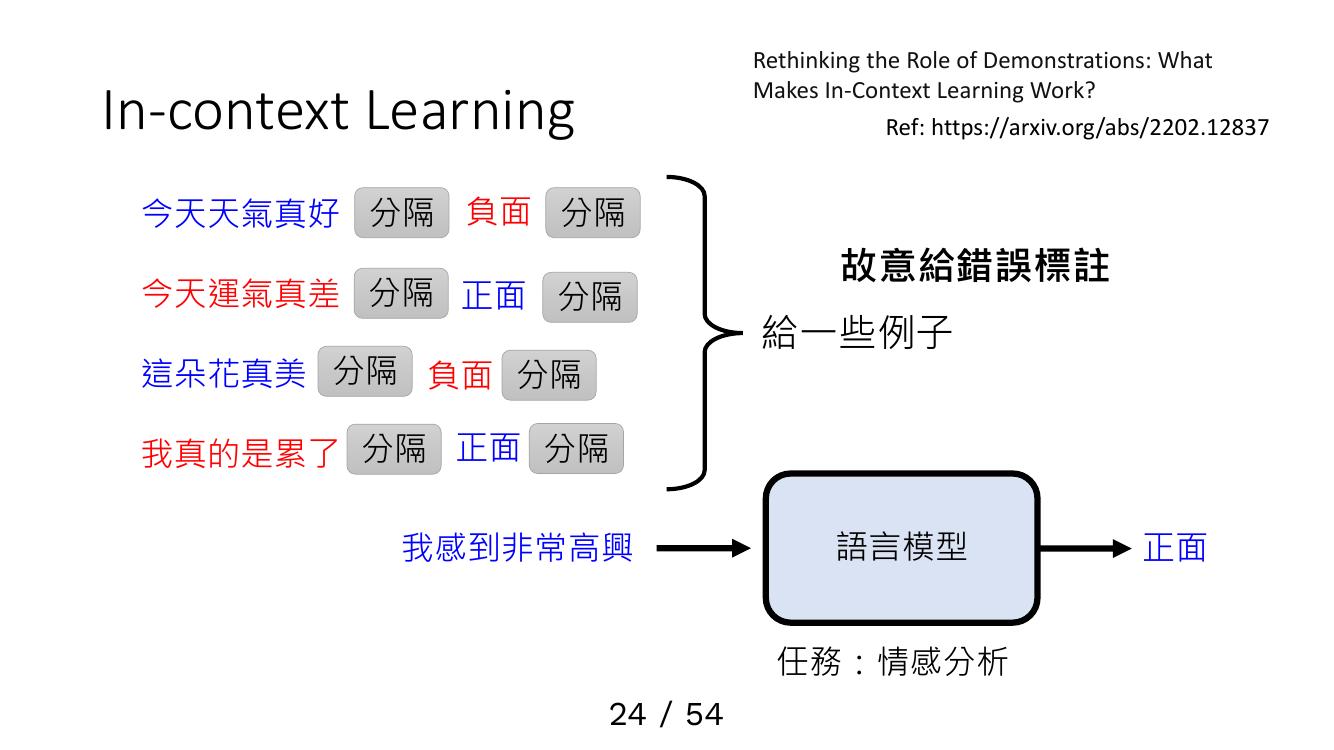 Rethinking the Role of Demonstrations: What
Makes In-Context Learning Work?
Ref: https://arxiv.org/abs/2202.12837
In-context Learning
今天天氣真好 分隔 負面 分隔
今天運氣真差 分隔 正面 分隔
這朵花真美 分隔 負面 分隔
我真的是累了 分隔 正面 分隔
故意給錯誤標註
給一些例子
我感到非常高興
語言模型
正面
任務：情感分析
24 / 54